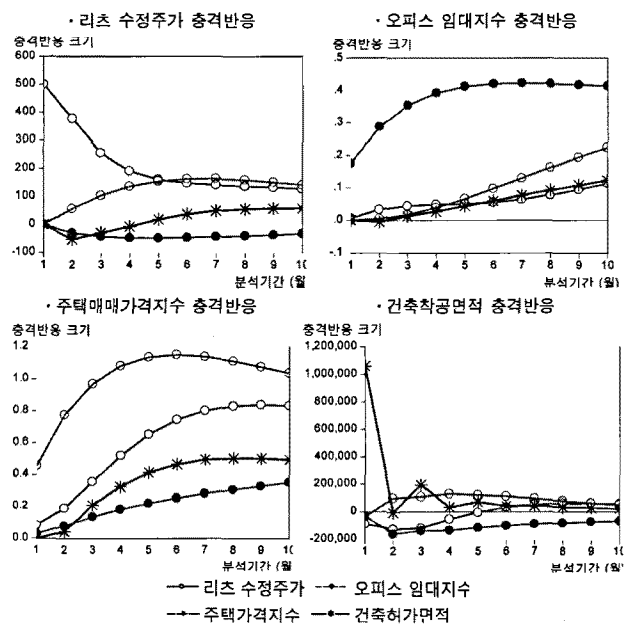 · 리츠 수정주가 충격반응
충격반응 크기
600
500
400
300
200
100
0
-100
1 2 3 4 5 6 7 8 9 10
분석기간 (월
· 오피스 임대지수 충격반응
충격반응 크기
.5
.4
.3
.2
.1
.0
-.1
1 2 3 4 5 6 7 8 9 10
분석기간 (월
· 주택매매가격지수 충격반응
충격반응 크기
1.2
1.0
0.8
0.6
0.4
0.2
0.0
1 2 3 4 5 6 7 8 9 10
분석기간 (월
· 건축착공면적 충격반응
충격반응 크기
1,200,000
1,000,000
800,000
600,000
400,000
200,000
0
-200,000
1 2 3 4 5 6 7 8 9 10
분석기간 (월
리츠 수정주가 오피스 임대지수
주택가격지수 건축허가면적